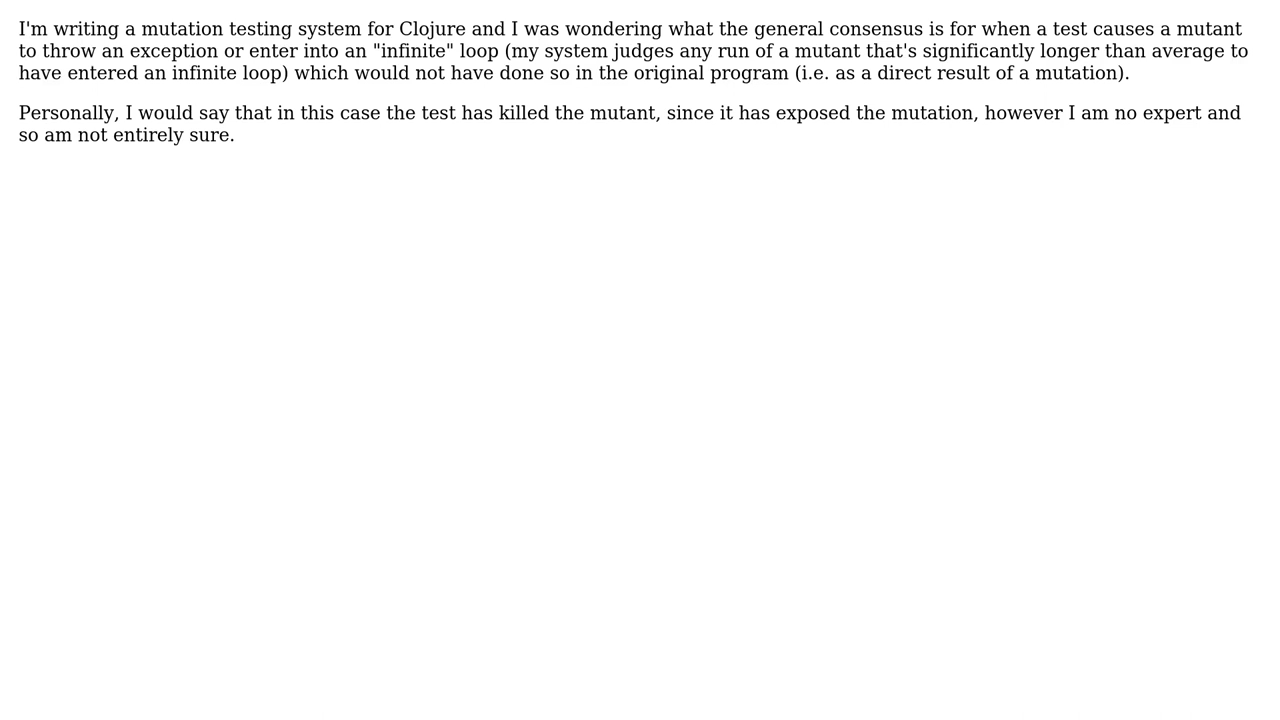 I'm writing a mutation testing system for Clojure and I was wondering what the general consensus is for when a test causes a mutant
to throw an exception or enter into an "infinite" loop (my system judges any run of a mutant that's significantly longer than average to
have entered an infinite loop) which would not have done so in the original program (i.e. as a direct result of a mutation).
Personally, I would say that in this case the test has killed the mutant, since it has exposed the mutation, however I am no expert and
so am not entirely sure.